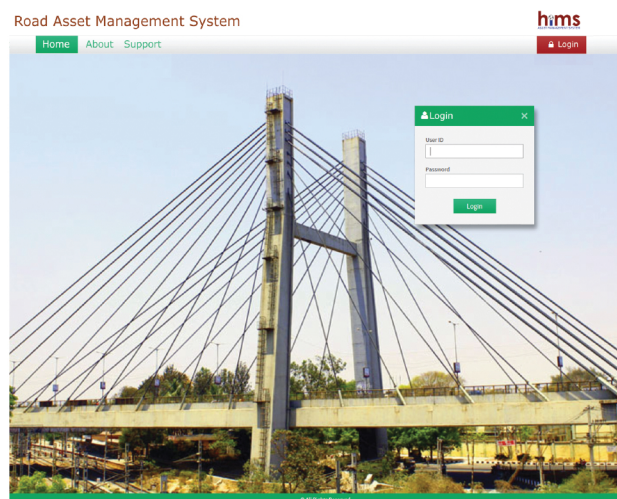 Road Asset Management System
hims
Home About Support
Login
Login ×
User ID
Password
Login